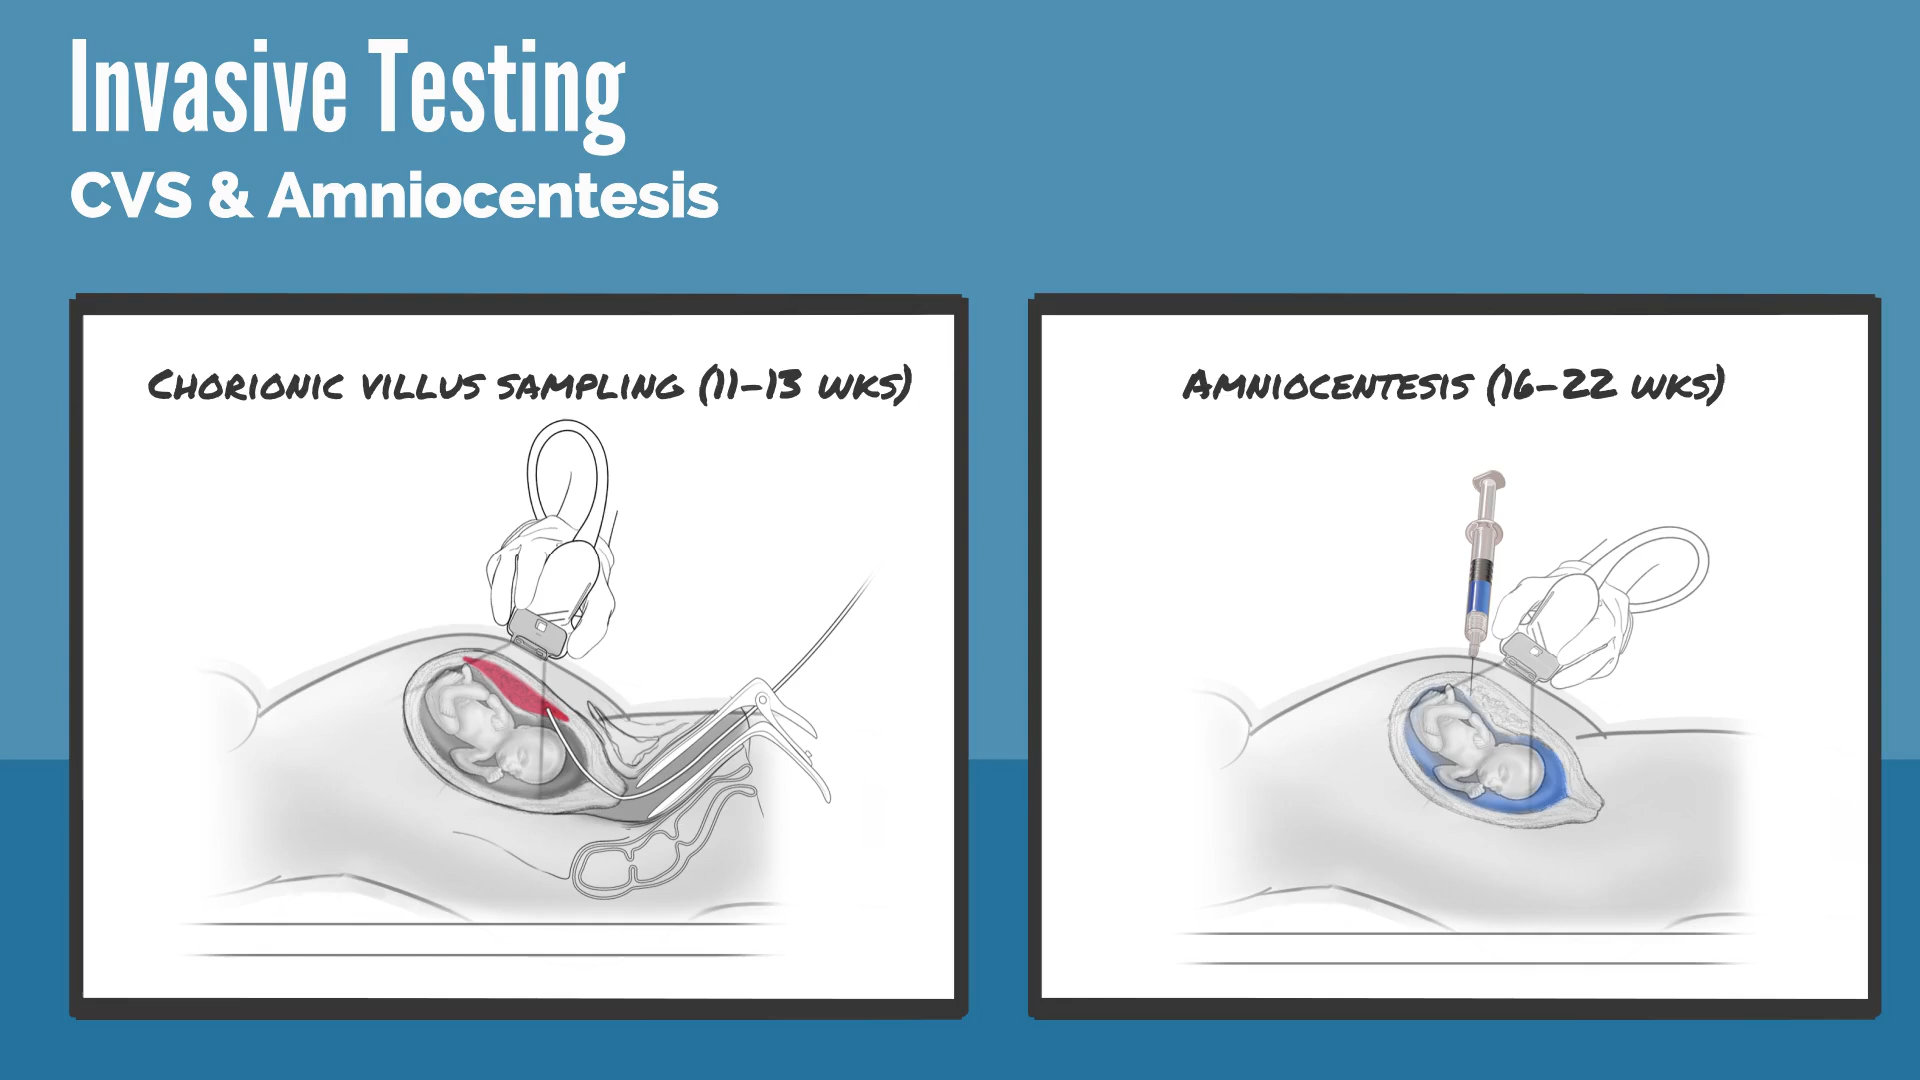 Invasive Testing
CVS & Amniocentesis
Chorionic villus sampling (11-13 wks)
Amniocentesis (16-22 wks)